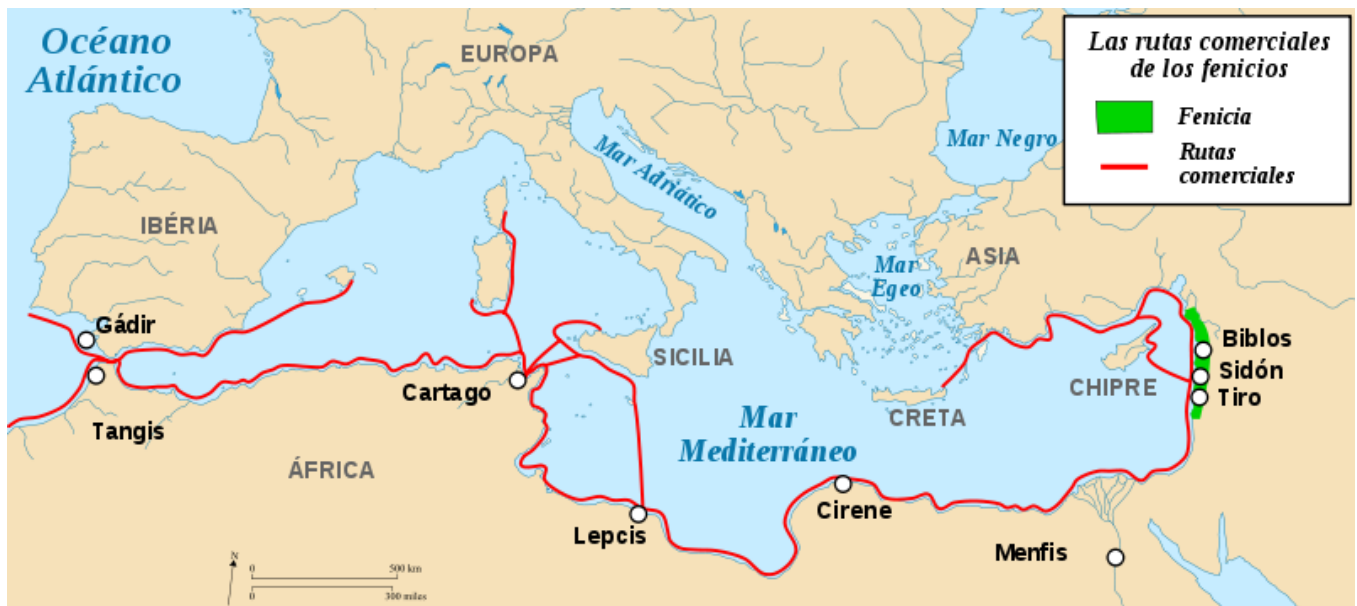 Océano
Atlántico
EUROPA
Las rutas comerciales
de los fenicios
Fenicia
Rutas
comerciales
Mar Negro
Mar Adriático
IBÉRIA
ASIA
Mar
Egeo
Gádir
Biblos
SICILIA
Sidón
CHIPRE
Cartago
Tiro
CRETA
Tangis
Mar
Mediterráneo
ÁFRICA
Cirene
Lepcis
Menfis
N
0 500 km
0 300 miles